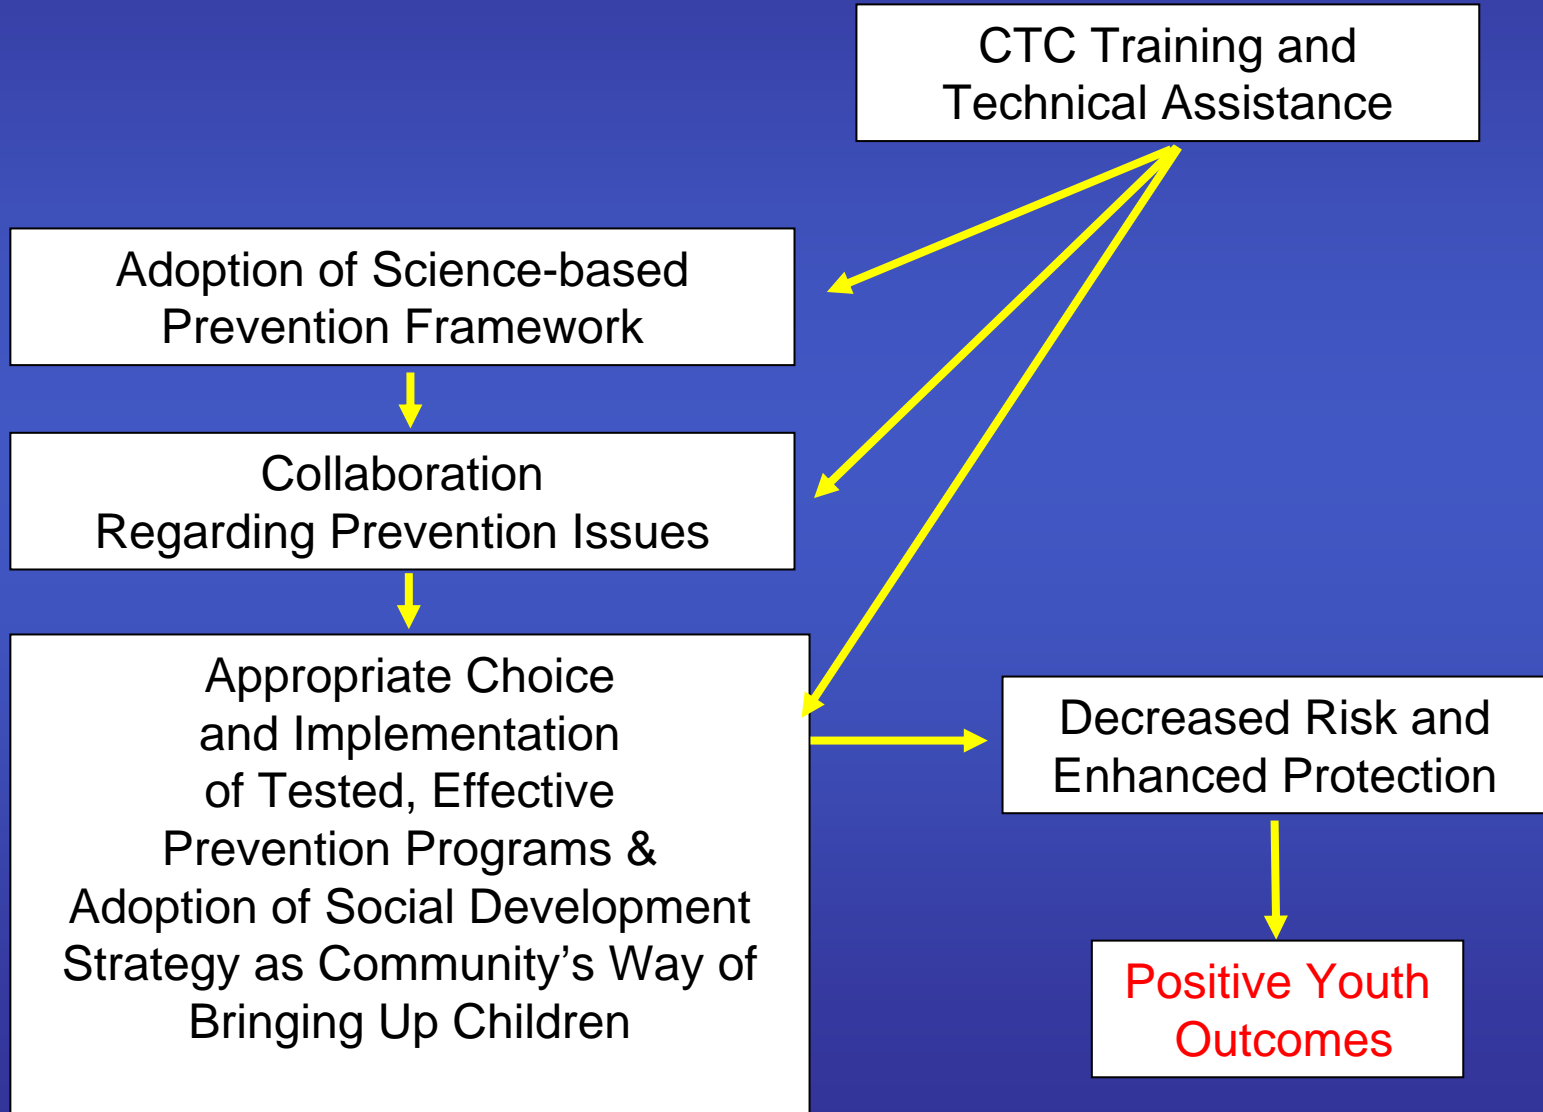 CTC Training and
Technical Assistance
Adoption of Science-based
Prevention Framework
Collaboration
Regarding Prevention Issues
Appropriate Choice
and Implementation
of Tested, Effective
Prevention Programs &
Adoption of Social Development
Strategy as Community’s Way of
Bringing Up Children
Decreased Risk and
Enhanced Protection
Positive Youth
Outcomes